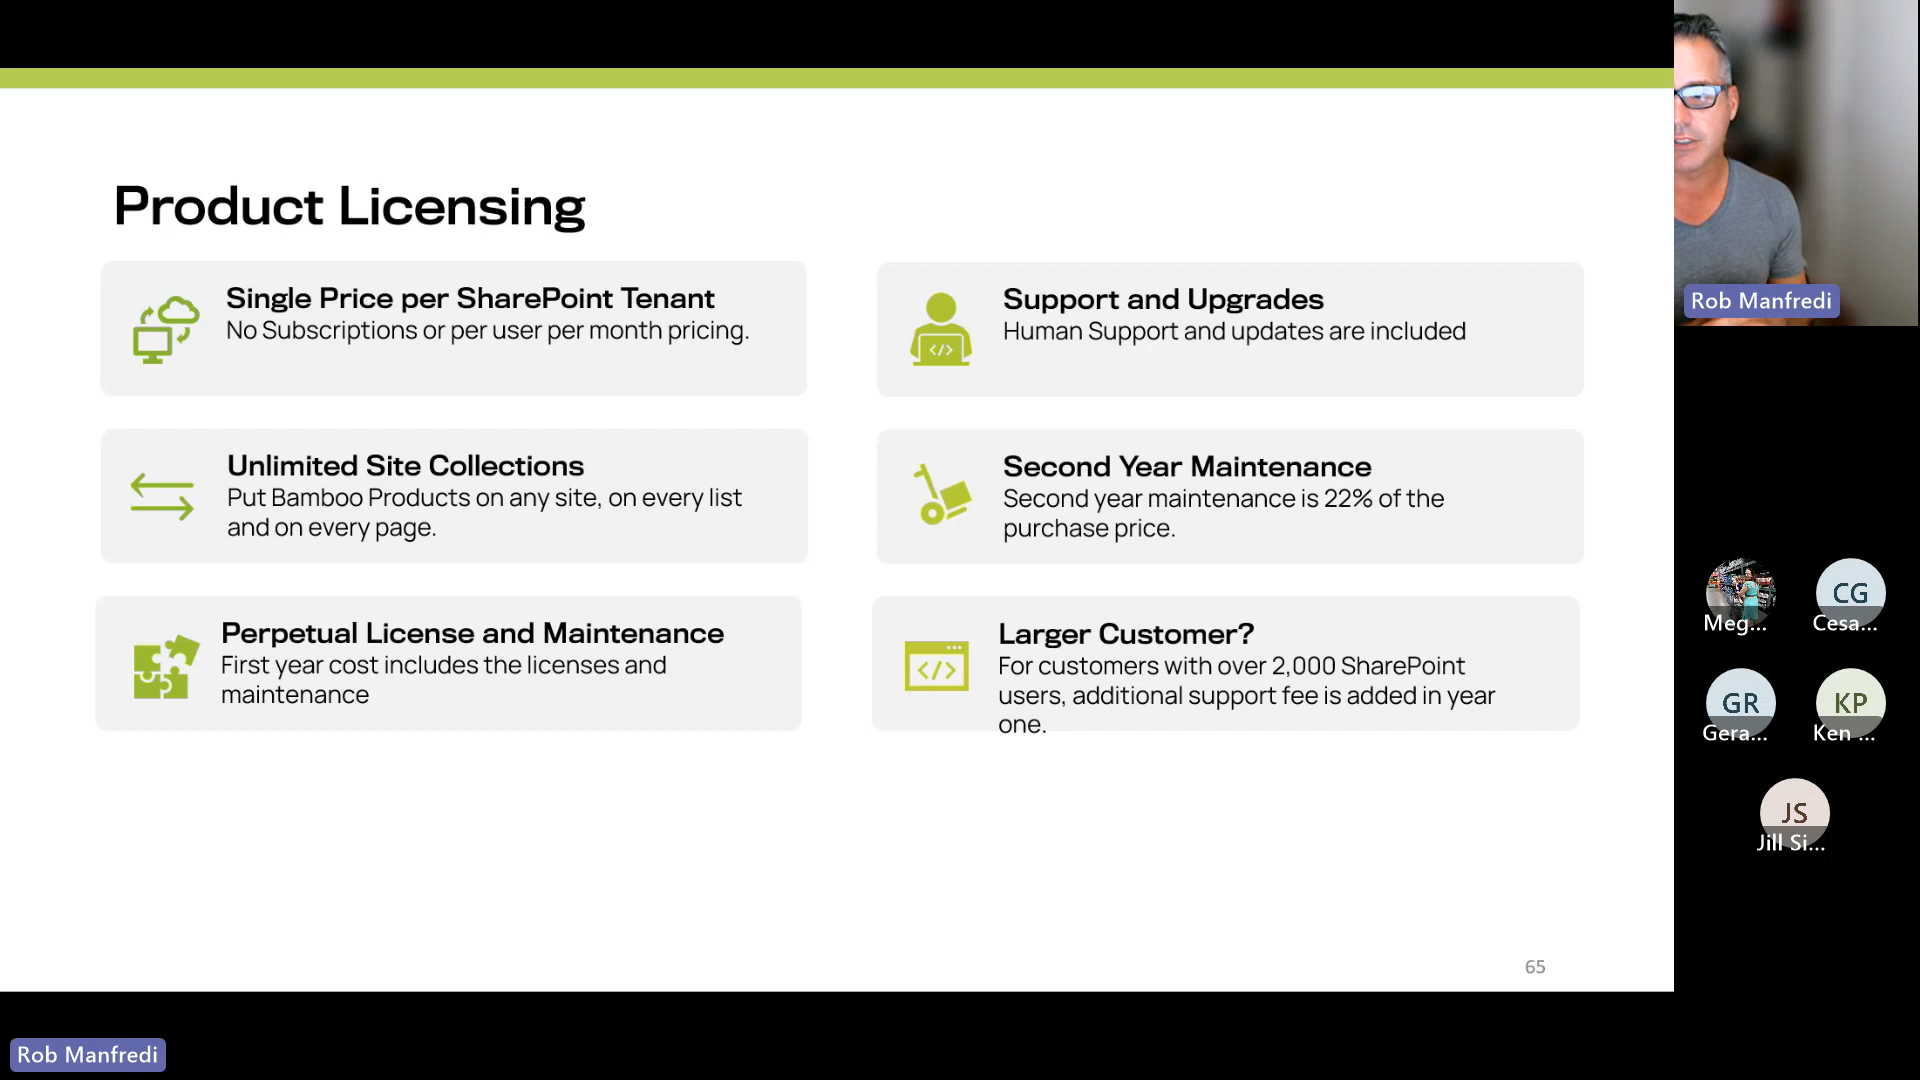 Product Licensing
Single Price per SharePoint Tenant
No Subscriptions or per user per month pricing.
Support and Upgrades
Human Support and updates are included
Unlimited Site Collections
Put Bamboo Products on any site, on every list
and on every page.
Second Year Maintenance
Second year maintenance is 22% of the
purchase price.
Perpetual License and Maintenance
First year cost includes the licenses and
maintenance
Larger Customer?
For customers with over 2,000 SharePoint
users, additional support fee is added in year
one.
65
Rob Manfredi
Meg...
CG
Cesa...
GR
Gera...
KP
Ken ...
JS
Jill Si...
Rob Manfredi